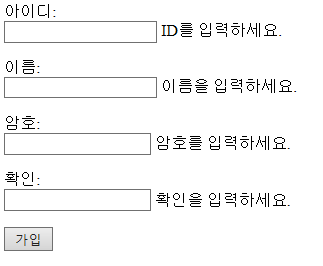 아이디:
ID를 입력하세요.
이름:
이름을 입력하세요.
암호:
암호를 입력하세요.
확인:
확인을 입력하세요.
가입